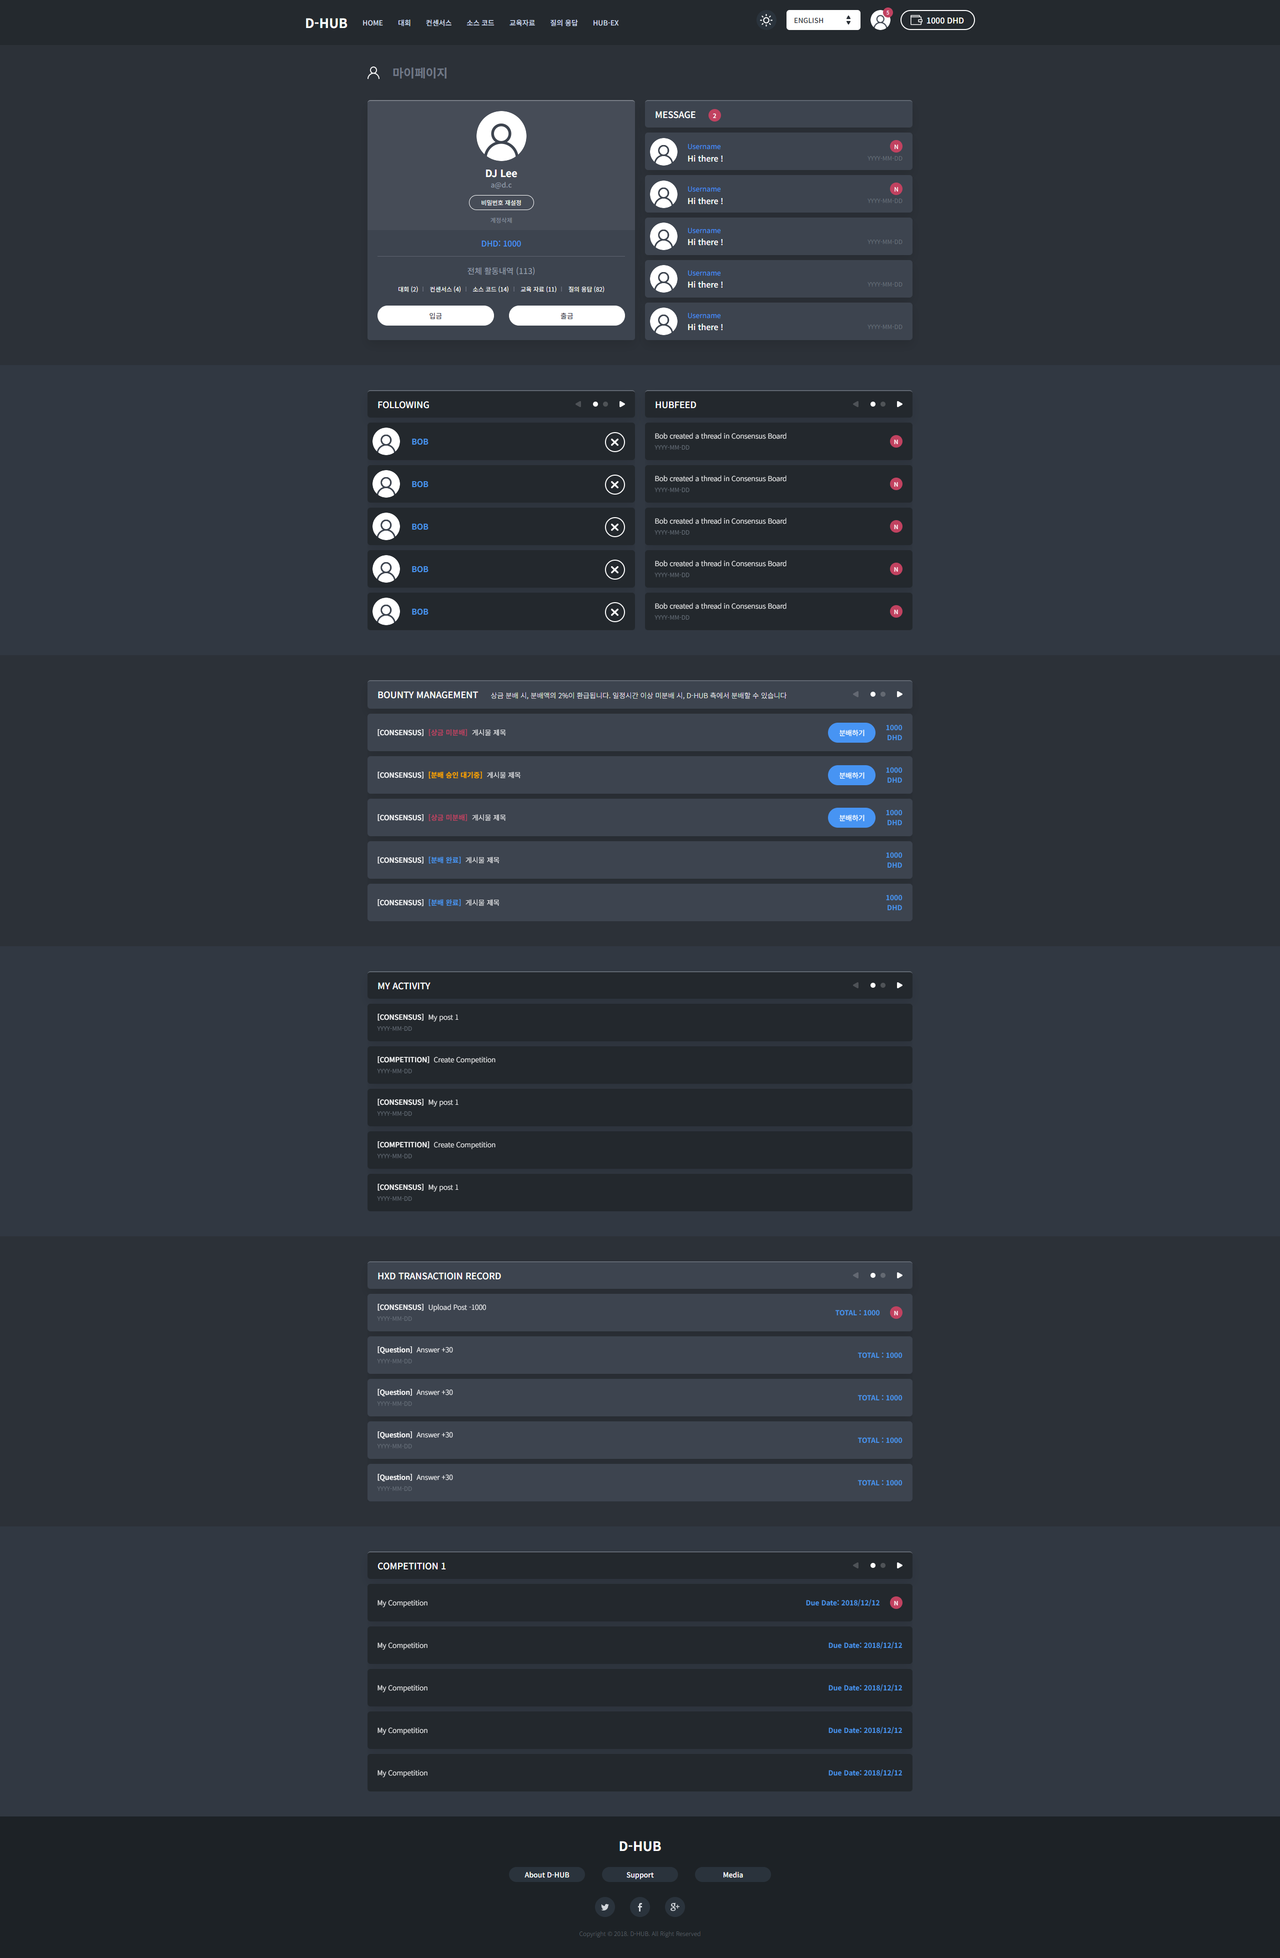 D-HUB HOME 대회 컨센서스 소스 코드 교육자료 질의 응답 HUB-EX ENGLISH 5 1000 DHD
마이페이지
DJ Lee
a@d.c
비밀번호 재설정
계정삭제
DHD: 1000
전체 활동내역 (113)
대회 (2) | 컨센서스 (4) | 소스 코드 (14) | 교육 자료 (11) | 질의 응답 (82)
입금 출금
MESSAGE 2
Username N
Hi there ! YYYY-MM-DD
Username N
Hi there ! YYYY-MM-DD
Username
Hi there ! YYYY-MM-DD
Username
Hi there ! YYYY-MM-DD
Username
Hi there ! YYYY-MM-DD
FOLLOWING
BOB
BOB
BOB
BOB
BOB
HUBFEED
Bob created a thread in Consensus Board N
YYYY-MM-DD
Bob created a thread in Consensus Board N
YYYY-MM-DD
Bob created a thread in Consensus Board N
YYYY-MM-DD
Bob created a thread in Consensus Board N
YYYY-MM-DD
Bob created a thread in Consensus Board N
YYYY-MM-DD
BOUNTY MANAGEMENT 상금 분배 시, 분배액의 2%이 환급됩니다. 일정시간 이상 미분배 시, D-HUB 측에서 분배할 수 있습니다
[CONSENSUS] [상금 미분배] 게시물 제목 분배하기 1000
DHD
[CONSENSUS] [분배 승인 대기중] 게시물 제목 분배하기 1000
DHD
[CONSENSUS] [상금 미분배] 게시물 제목 분배하기 1000
DHD
[CONSENSUS] [분배 완료] 게시물 제목 1000
DHD
[CONSENSUS] [분배 완료] 게시물 제목 1000
DHD
MY ACTIVITY
[CONSENSUS] My post 1
YYYY-MM-DD
[COMPETITION] Create Competition
YYYY-MM-DD
[CONSENSUS] My post 1
YYYY-MM-DD
[COMPETITION] Create Competition
YYYY-MM-DD
[CONSENSUS] My post 1
YYYY-MM-DD
HXD TRANSACTIOIN RECORD
[CONSENSUS] Upload Post -1000 TOTAL : 1000 N
YYYY-MM-DD
[Question] Answer +30 TOTAL : 1000
YYYY-MM-DD
[Question] Answer +30 TOTAL : 1000
YYYY-MM-DD
[Question] Answer +30 TOTAL : 1000
YYYY-MM-DD
[Question] Answer +30 TOTAL : 1000
YYYY-MM-DD
COMPETITION 1
My Competition Due Date: 2018/12/12 N
My Competition Due Date: 2018/12/12
My Competition Due Date: 2018/12/12
My Competition Due Date: 2018/12/12
My Competition Due Date: 2018/12/12
D-HUB
About D-HUB Support Media
Copyright © 2018. D-HUB. All Right Reserved